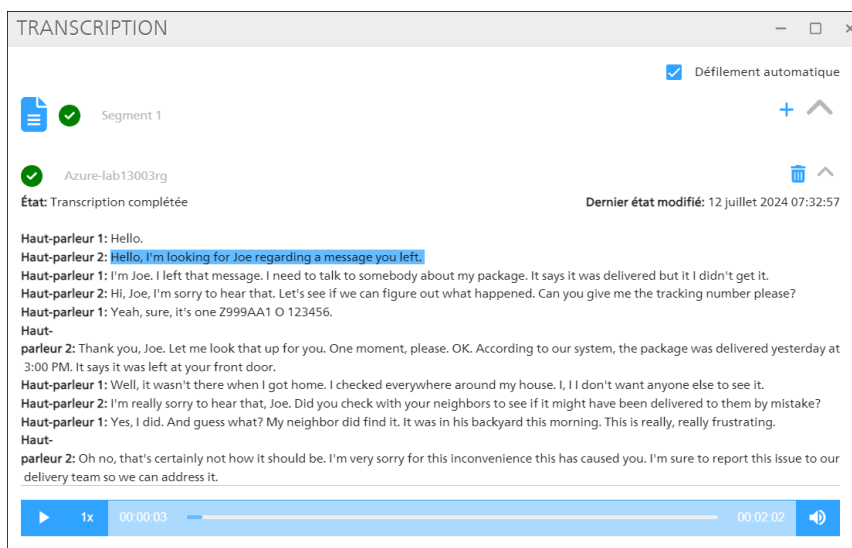 TRANSCRIPTION
Défilement automatique
Segment 1
Azure-lab13003rg
État: Transcription complétée
Dernier état modifié: 12 juillet 2024 07:32:57
Haut-parleur 1: Hello.
Haut-parleur 2: Hello, I'm looking for Joe regarding a message you left.
Haut-parleur 1: I'm Joe. I left that message. I need to talk to somebody about my package. It says it was delivered but it I didn't get it.
Haut-parleur 2: Hi, Joe, I'm sorry to hear that. Let's see if we can figure out what happened. Can you give me the tracking number please?
Haut-parleur 1: Yeah, sure, it's one Z999AA1 O 123456.
Haut-
parleur 2: Thank you, Joe. Let me look that up for you. One moment, please. OK. According to our system, the package was delivered yesterday at
3:00 PM. It says it was left at your front door.
Haut-parleur 1: Well, it wasn't there when I got home. I checked everywhere around my house. I, I I don't want anyone else to see it.
Haut-parleur 2: I'm really sorry to hear that, Joe. Did you check with your neighbors to see if it might have been delivered to them by mistake?
Haut-parleur 1: Yes, I did. And guess what? My neighbor did find it. It was in his backyard this morning. This is really, really frustrating.
Haut-
parleur 2: Oh no, that's certainly not how it should be. I'm very sorry for this inconvenience this has caused you. I'm sure to report this issue to our
delivery team so we can address it.
1x
00:00:03
00:02:02